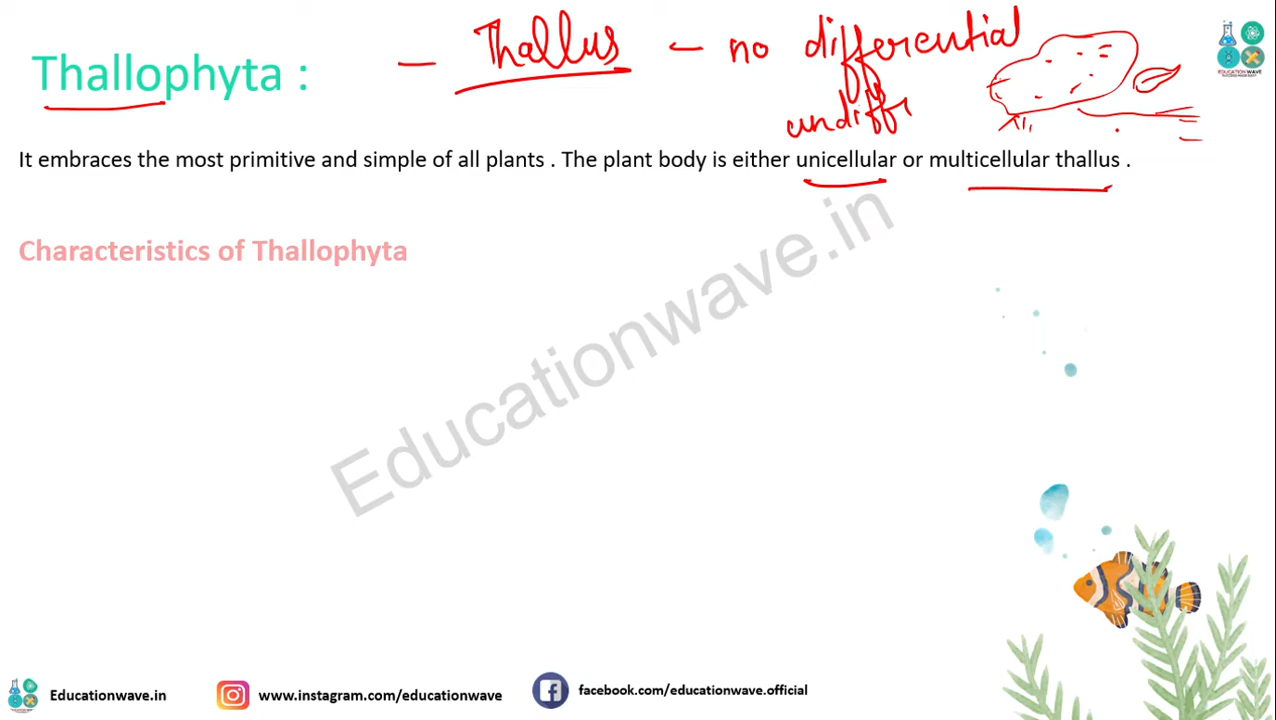 — Thallus — no differential
Thallophyta :
undiff
EDUCATION WAVE
It embraces the most primitive and simple of all plants . The plant body is either unicellular or multicellular thallus .
Characteristics of Thallophyta
Educationwave.in
Educationwave.in
www.instagram.com/educationwave
facebook.com/educationwave.official